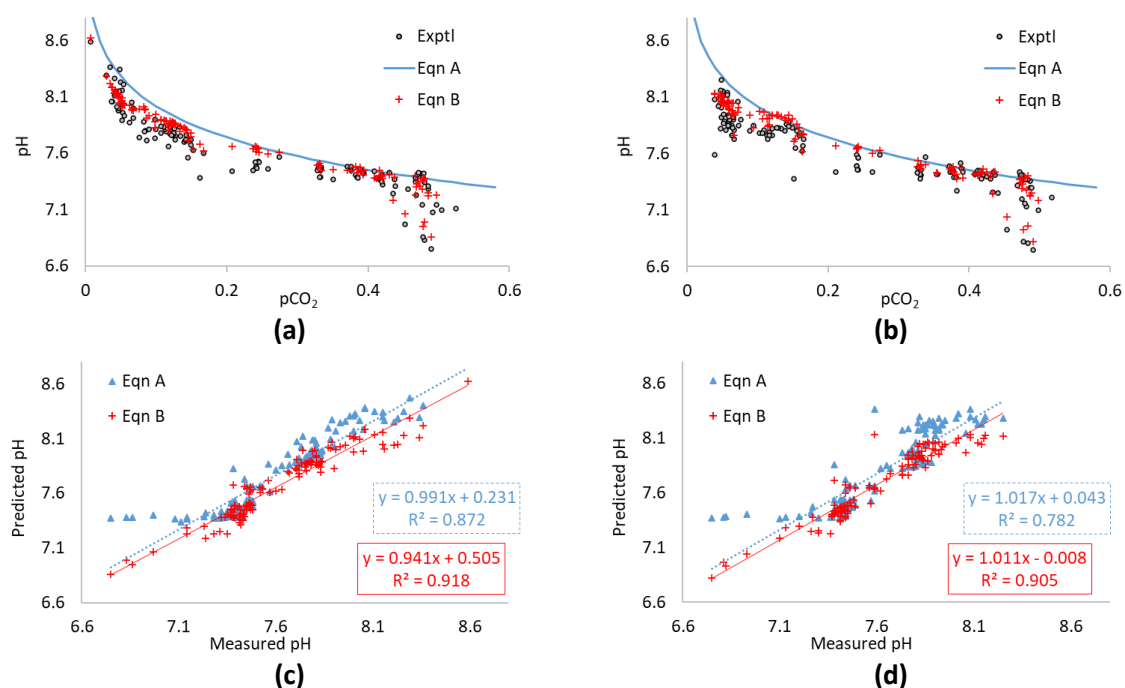 8.6
8.1
7.6
7.1
6.6
pH
Exptl
Eqn A
Eqn B
0
0.2
0.4
0.6
pCO₂
(a)
8.6
8.1
7.6
7.1
6.6
pH
Exptl
Eqn A
Eqn B
0
0.2
0.4
0.6
pCO₂
(b)
8.6
8.1
7.6
7.1
6.6
Predicted pH
Eqn A
Eqn B
y = 0.991x + 0.231
R² = 0.872
y = 0.941x + 0.505
R² = 0.918
6.6
7.1
7.6
8.1
8.6
Measured pH
(c)
8.6
8.1
7.6
7.1
6.6
Predicted pH
Eqn A
Eqn B
y = 1.017x + 0.043
R² = 0.782
y = 1.011x - 0.008
R² = 0.905
6.6
7.1
7.6
8.1
8.6
Measured pH
(d)